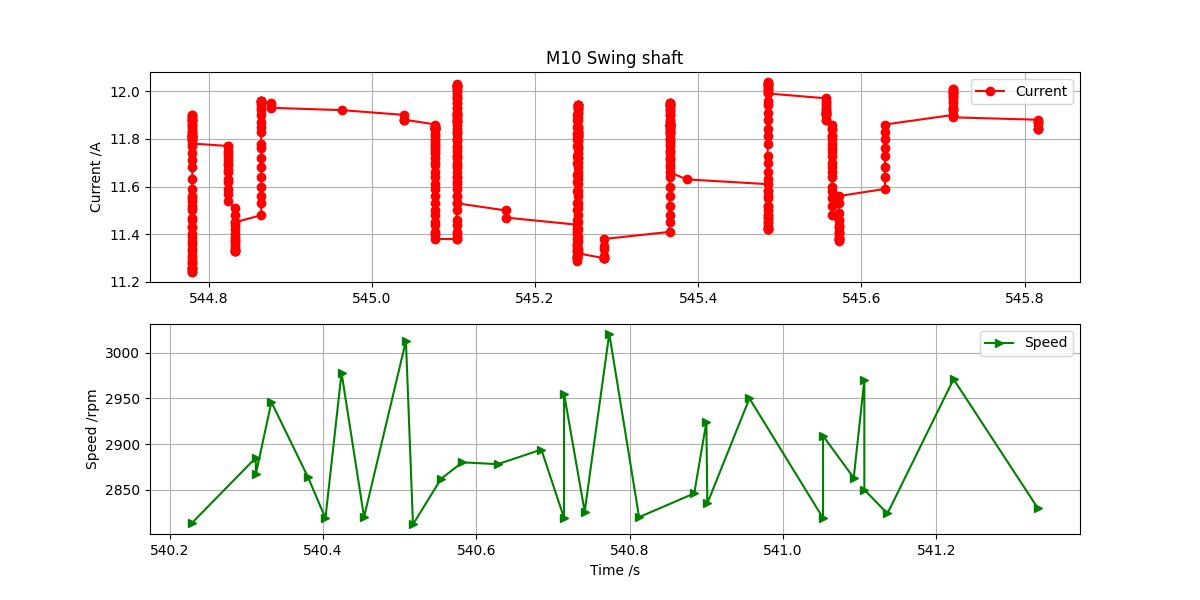 M10 Swing shaft
Current /A
12.0
11.8
11.6
11.4
11.2
Current
544.8 545.0 545.2 545.4 545.6 545.8
Speed /rpm
3000
2950
2900
2850
Speed
540.2 540.4 540.6 540.8 541.0 541.2
Time /s